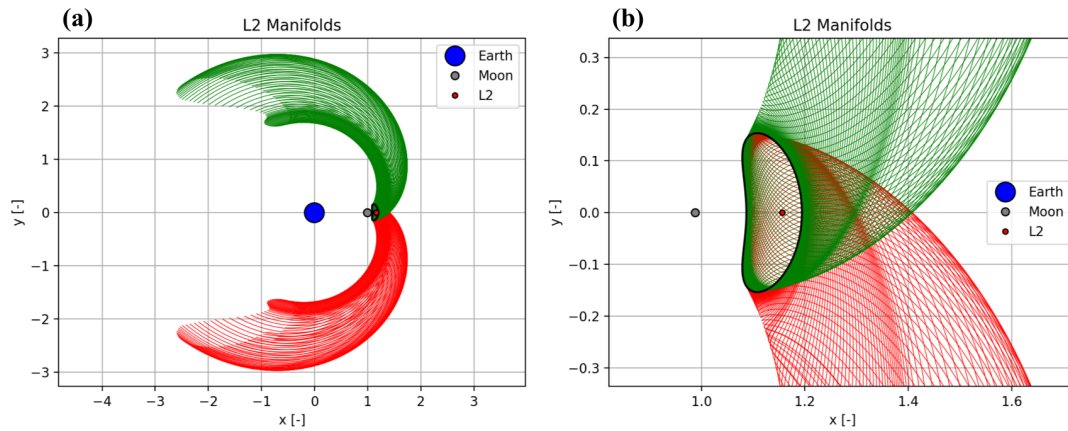 (a)
L2 Manifolds
Earth
Moon
L2
3
2
1
0
−1
−2
−3
y [-]
−4
−3
−2
−1
0
1
2
3
x [-]
(b)
L2 Manifolds
Earth
Moon
L2
0.3
0.2
0.1
0.0
−0.1
−0.2
−0.3
y [-]
1.0
1.2
1.4
1.6
x [-]